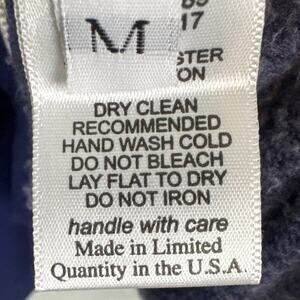 M
17
DRY CLEAN
RECOMMENDED
HAND WASH COLD
DO NOT BLEACH
LAY FLAT TO DRY
DO NOT IRON
handle with care
Made in Limited
Quantity in the U.S.A.